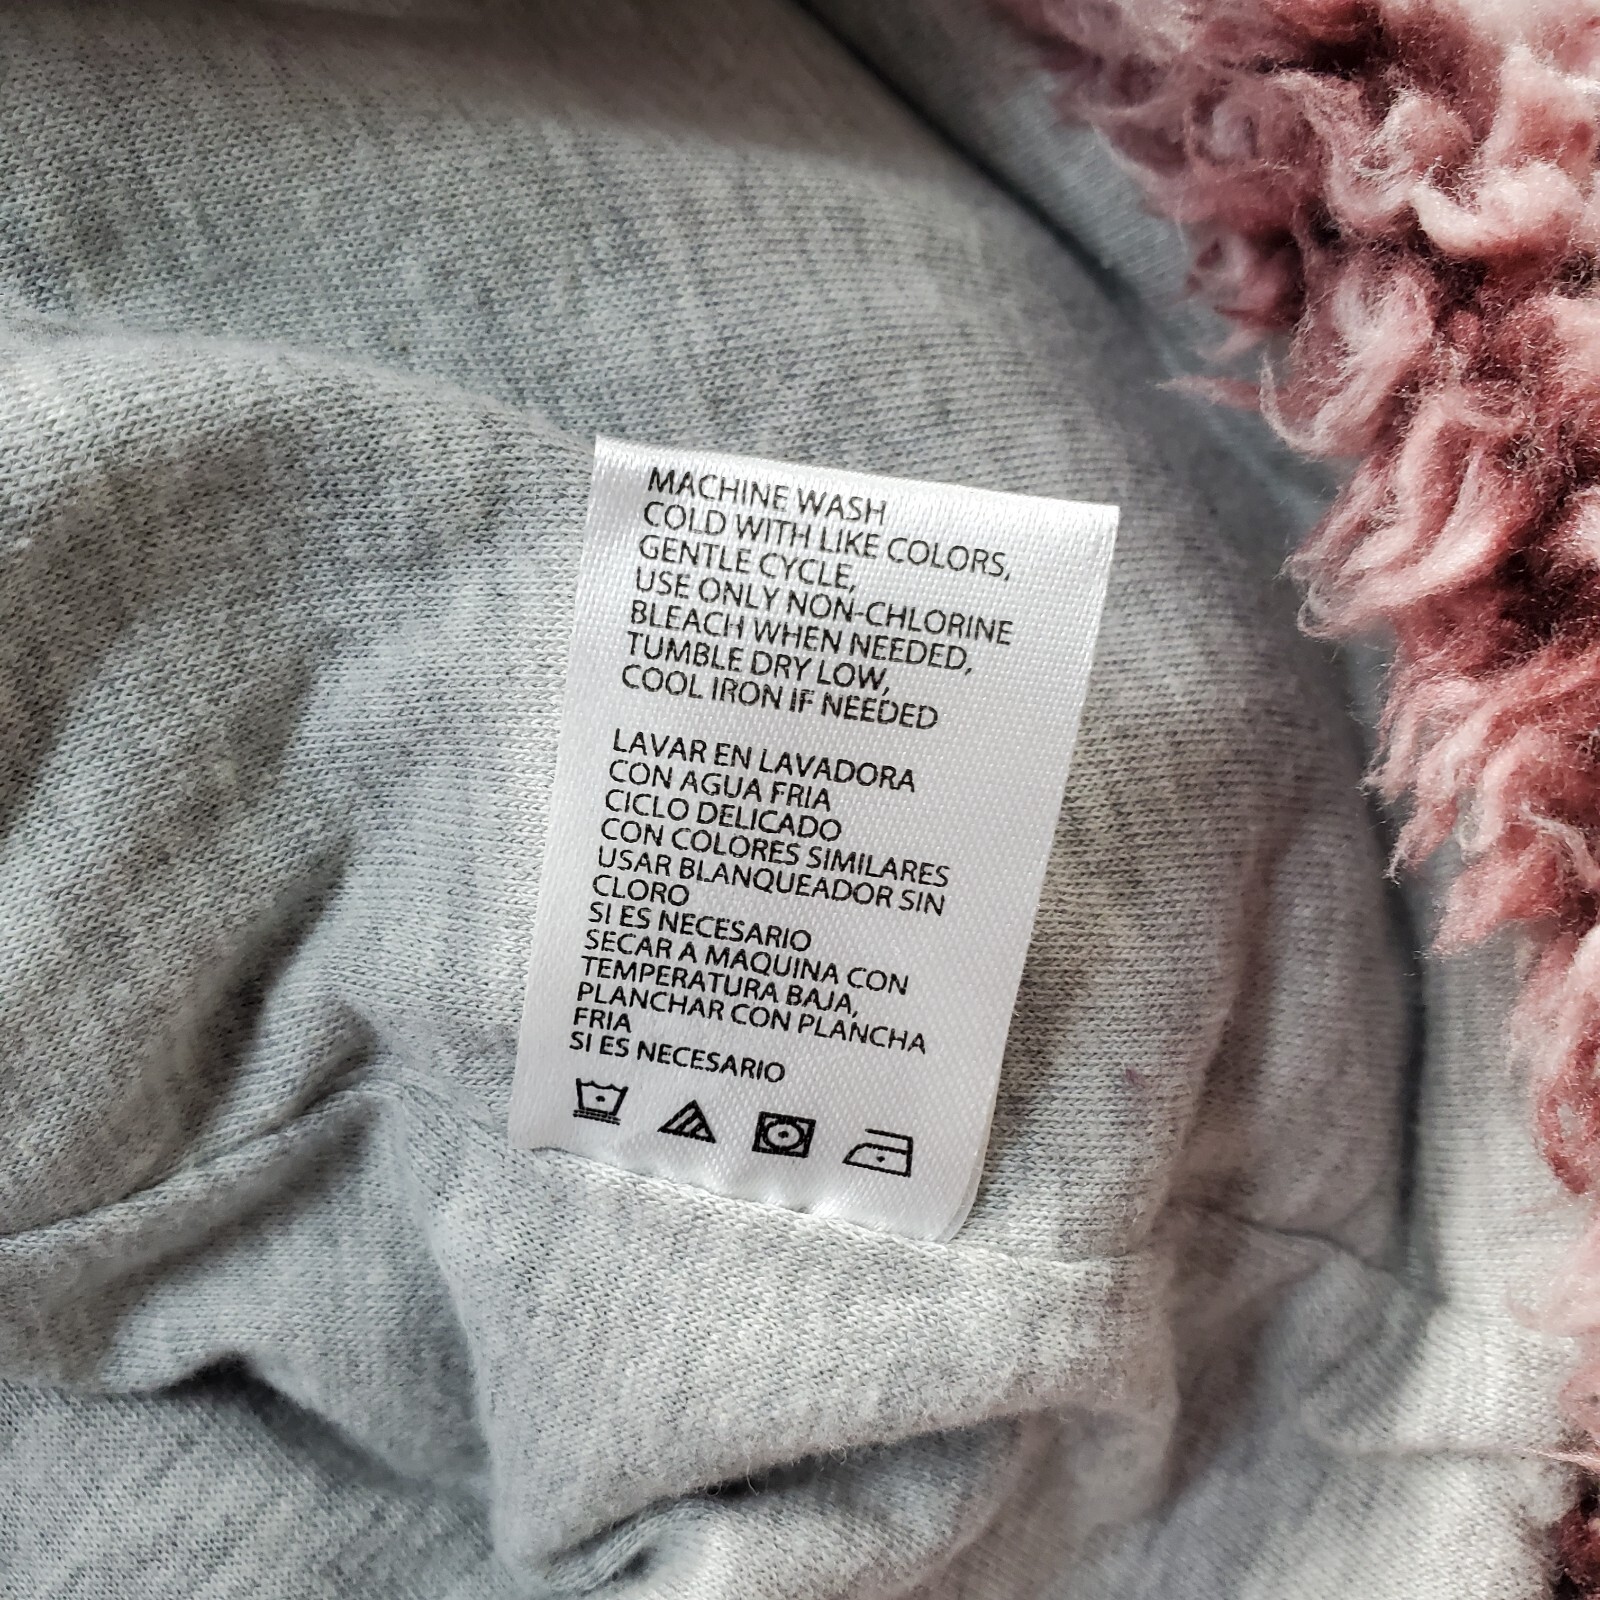 MACHINE WASH
COLD WITH LIKE COLORS,
GENTLE CYCLE,
USE ONLY NON-CHLORINE
BLEACH WHEN NEEDED,
TUMBLE DRY LOW,
COOL IRON IF NEEDED
LAVAR EN LAVADORA
CON AGUA FRIA
CICLO DELICADO
CON COLORES SIMILARES
USAR BLANQUEADOR SIN
CLORO
SI ES NECESARIO
SECAR A MAQUINA CON
TEMPERATURA BAJA,
PLANCHAR CON PLANCHA
FRIA
SI ES NECESARIO